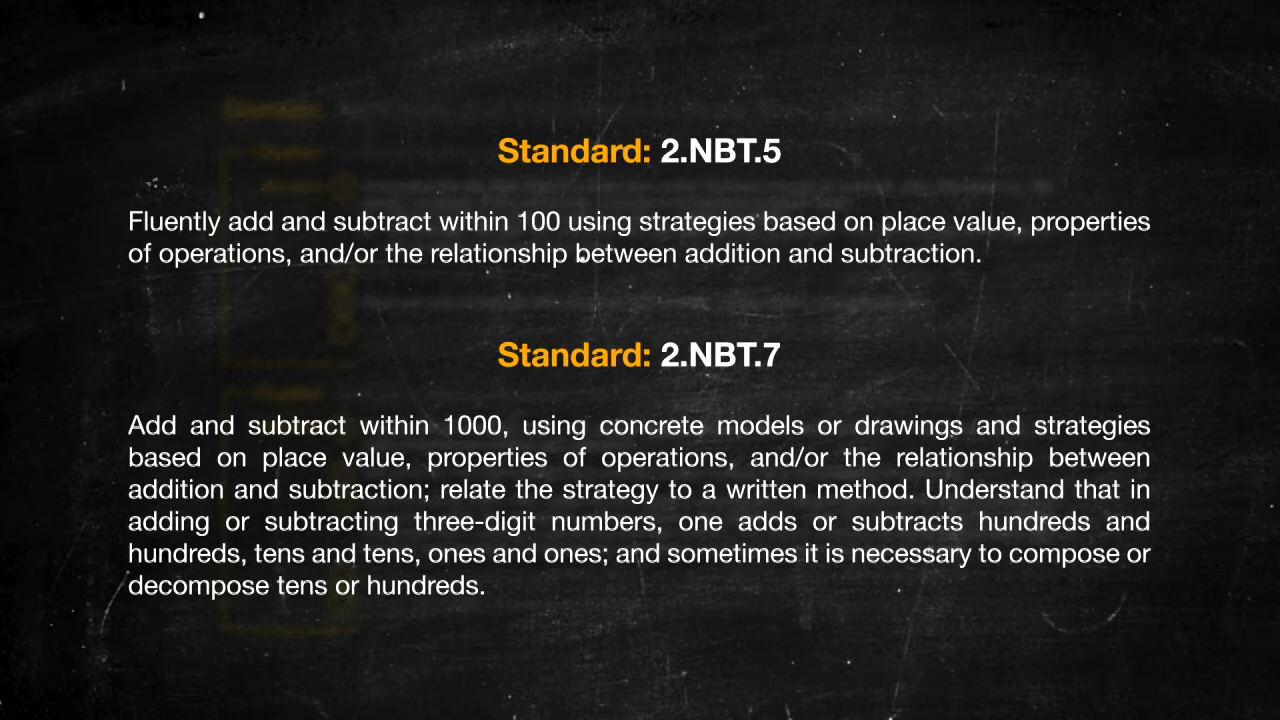 Standard: 2.NBT.5
Fluently add and subtract within 100 using strategies based on place value, properties
of operations, and/or the relationship between addition and subtraction.
Standard: 2.NBT.7
Add and subtract within 1000, using concrete models or drawings and strategies
based on place value, properties of operations, and/or the relationship between
addition and subtraction; relate the strategy to a written method. Understand that in
adding or subtracting three-digit numbers, one adds or subtracts hundreds and
hundreds, tens and tens, ones and ones; and sometimes it is necessary to compose or
decompose tens or hundreds.